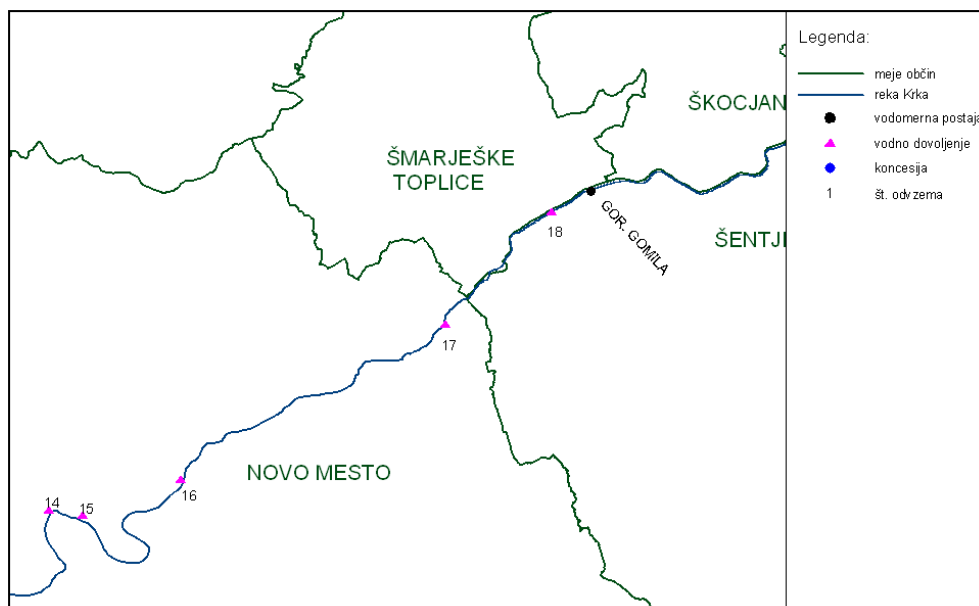 Legenda:
meje občin
reka Krka
vodomerna postaja
vodno dovoljenje
koncesija
1 št. odvzema
ŠKOCJAN
ŠMARJEŠKE
TOPLICE
18
GOR. GOMILA
ŠENTJ
17
NOVO MESTO
16
14
15